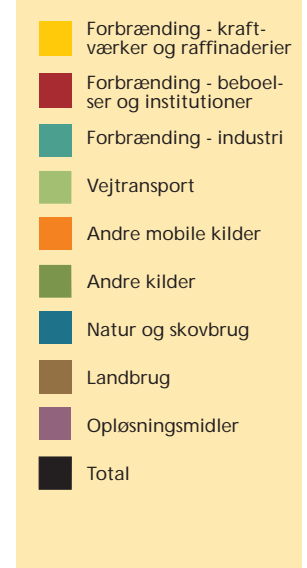 Forbrænding - kraft-
værker og raffinaderier
Forbrænding - beboel-
ser og institutioner
Forbrænding - industri
Vejtransport
Andre mobile kilder
Andre kilder
Natur og skovbrug
Landbrug
Opløsningsmidler
Total